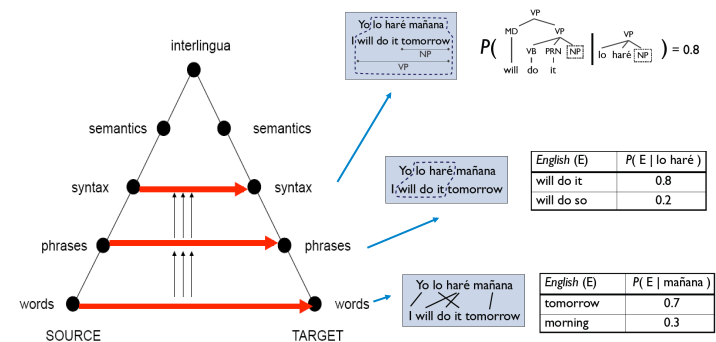 interlingua
semantics semantics
syntax syntax
phrases phrases
words words
SOURCE TARGET
Yo lo haré mañana
I will do it tomorrow
NP
VP
VP
MD VP
VB PRN NP
will do it
VP
lo haré NP
P( | ) = 0.8
Yo lo haré mañana
I will do it tomorrow
English (E) P( E | lo haré )
will do it 0.8
will do so 0.2
Yo lo haré mañana
I will do it tomorrow
English (E) P( E | mañana )
tomorrow 0.7
morning 0.3